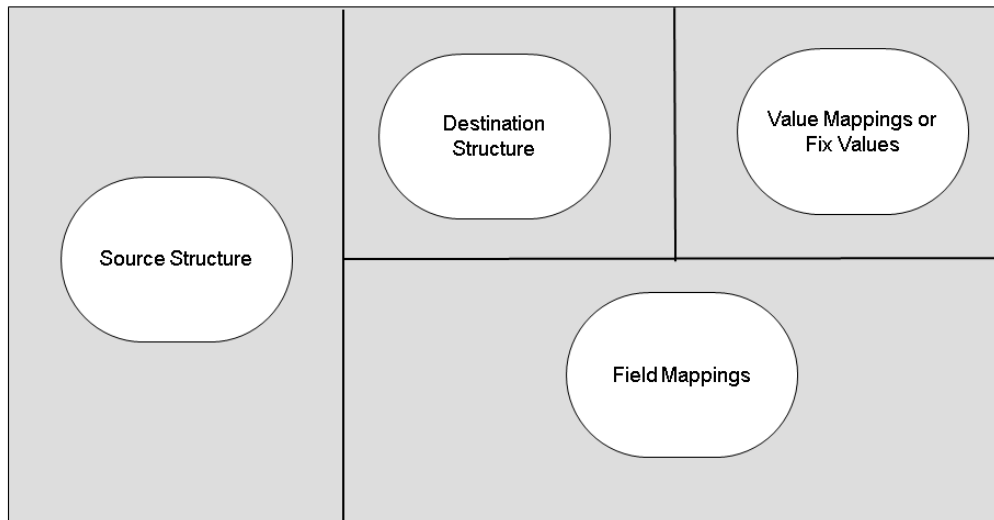 Source Structure
Destination
Structure
Value Mappings or
Fix Values
Field Mappings